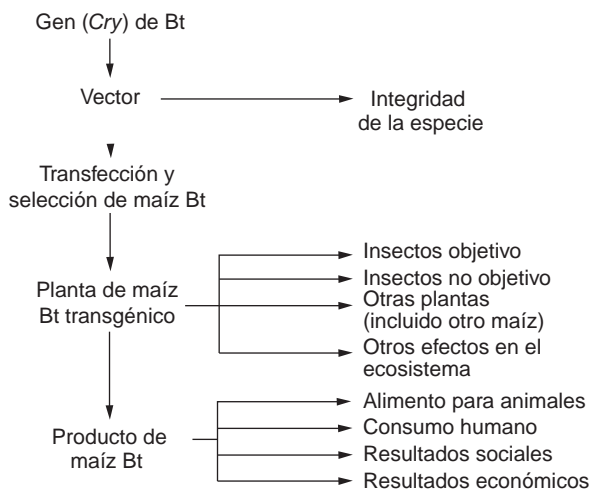 Gen (Cry) de Bt
Vector
Integridad
de la especie
Transfección y
selección de maíz Bt
Planta de maíz
Bt transgénico
Insectos objetivo
Insectos no objetivo
Otras plantas
(incluido otro maíz)
Otros efectos en el
ecosistema
Producto de
maíz Bt
Alimento para animales
Consumo humano
Resultados sociales
Resultados económicos